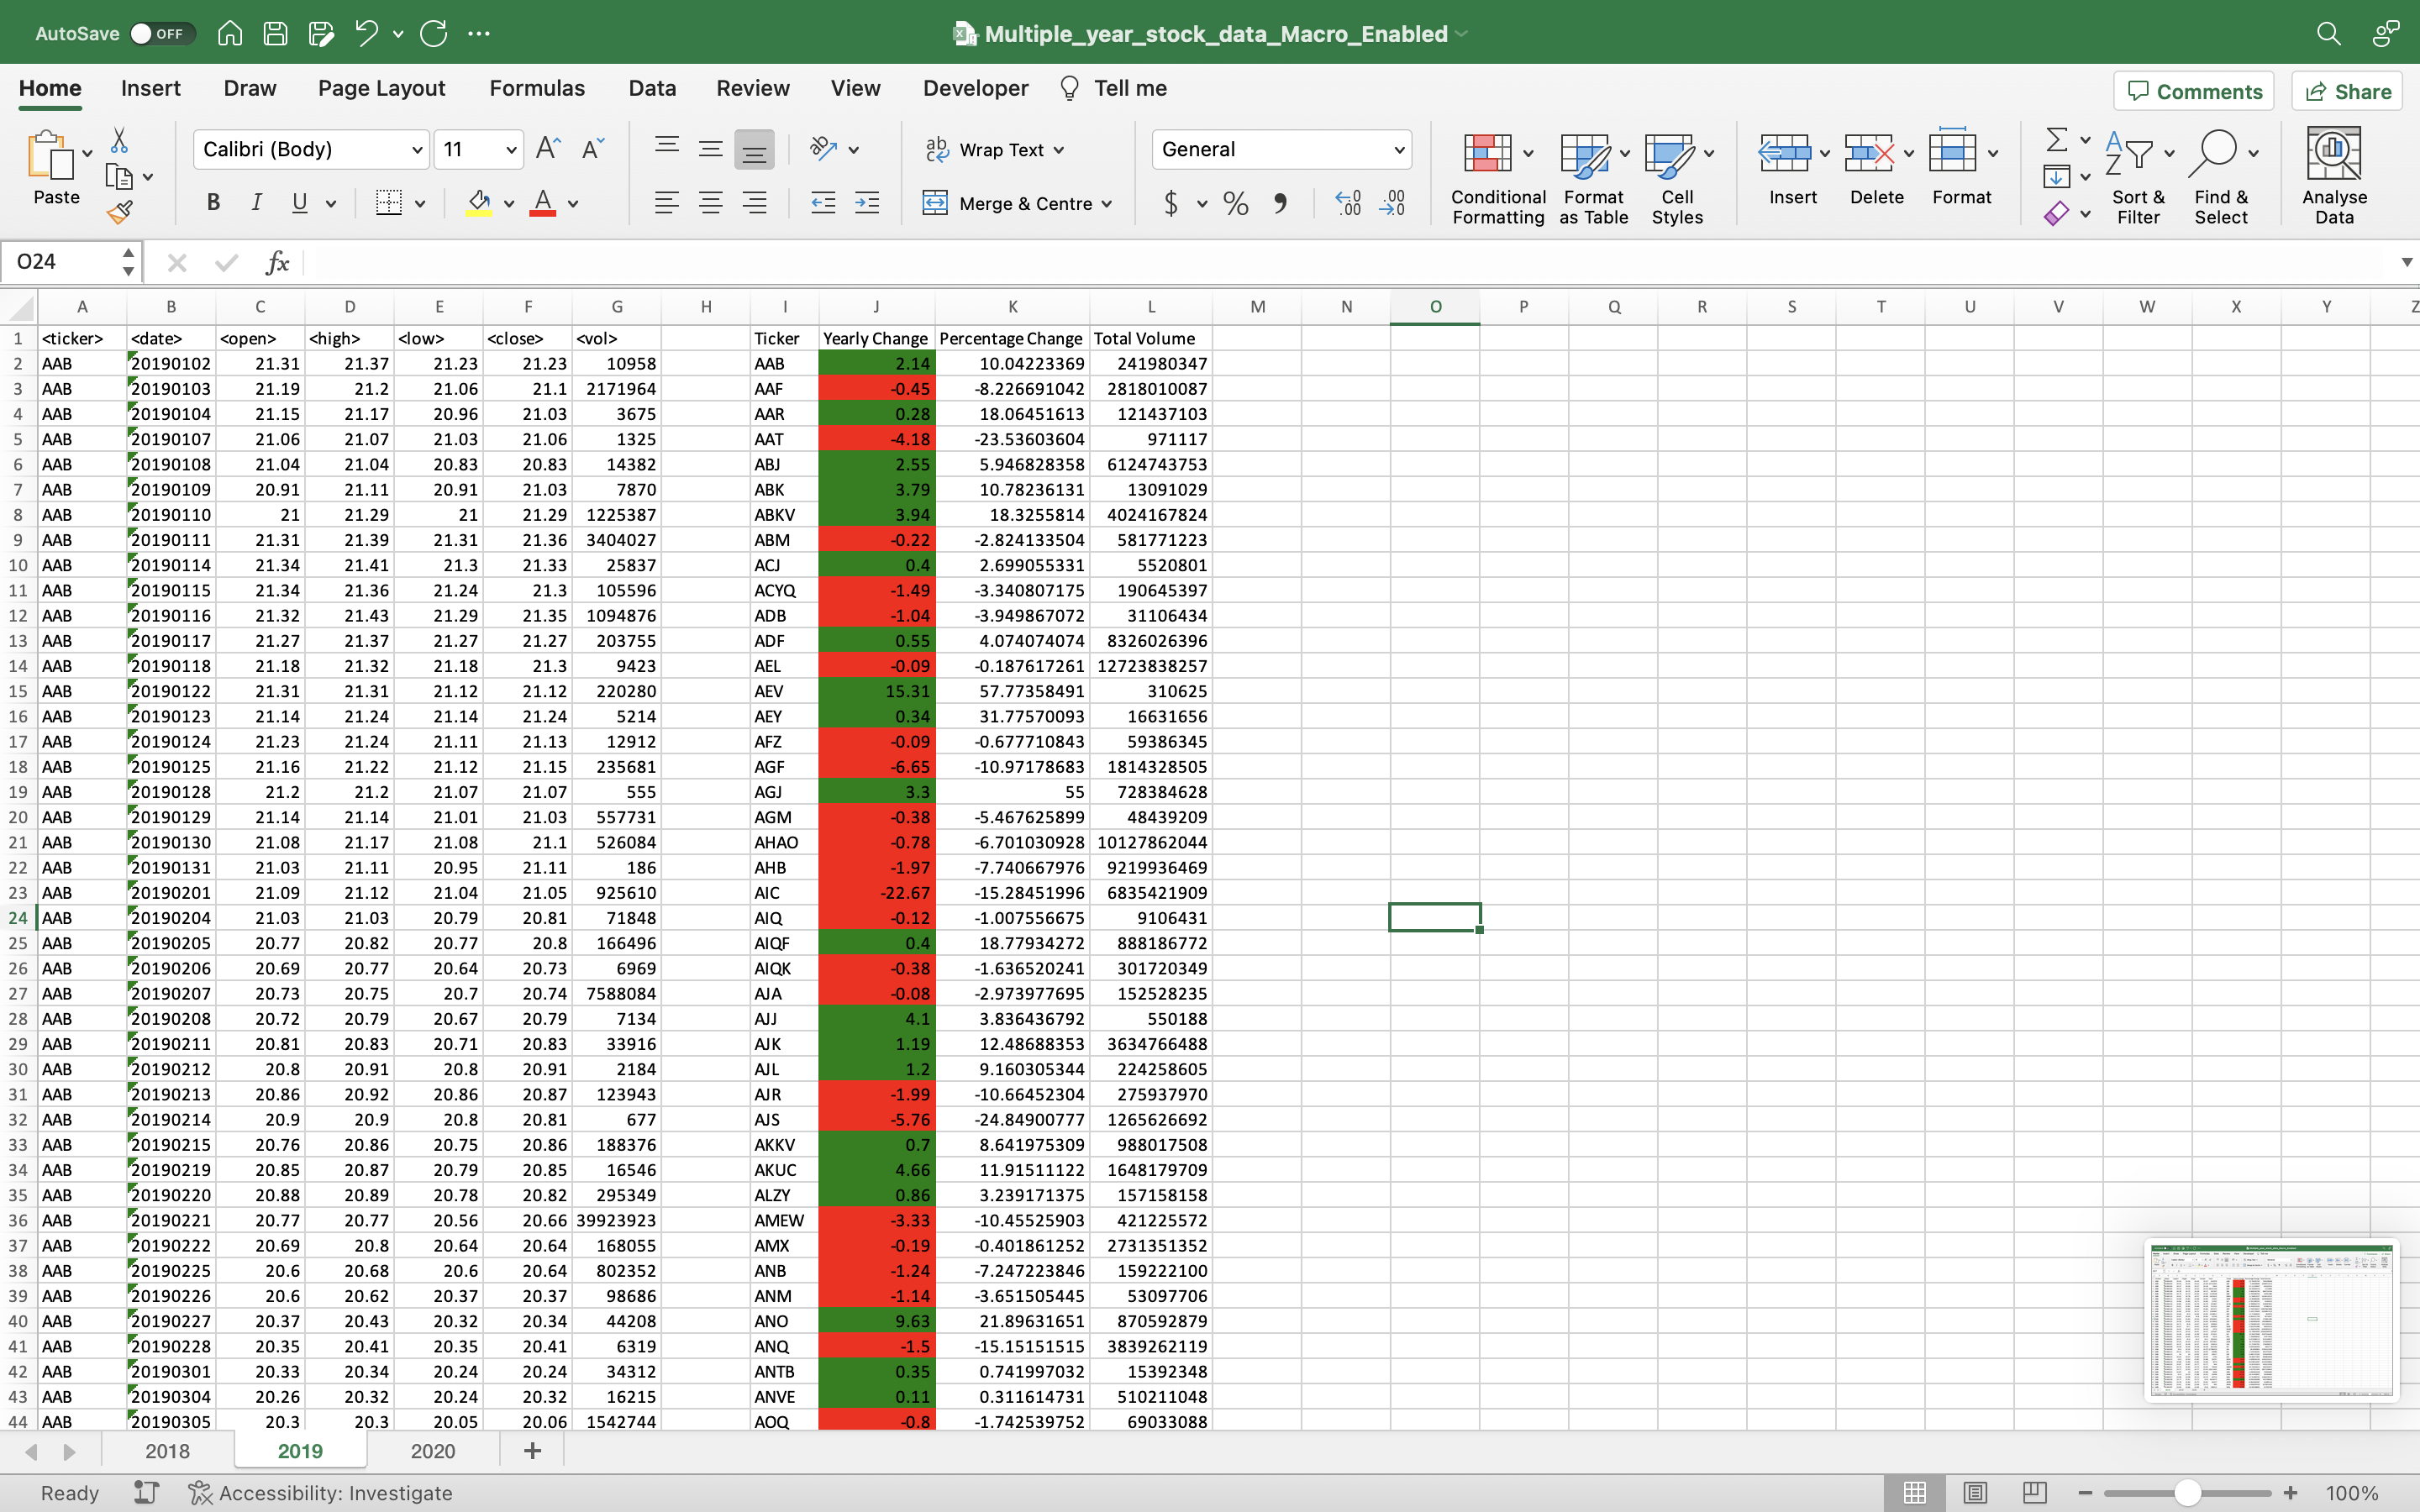 AutoSave OFF Multiple_year_stock_data_Macro_Enabled
Home Insert Draw Page Layout Formulas Data Review View Developer Tell me Comments Share
Calibri (Body) 11 Wrap Text General
Paste B I U Merge & Centre $ % Conditional Formatting Format as Table Cell Styles Insert Delete Format Sort & Filter Find & Select Analyse Data
O24 fx
A B C D E F G H I J K L M N O P Q R S T U V W X Y Z
1 <ticker> <date> <open> <high> <low> <close> <vol> Ticker Yearly Change Percentage Change Total Volume
2 AAB 20190102 21.31 21.37 21.23 21.23 10958 AAB 2.14 10.04223369 241980347
3 AAB 20190103 21.19 21.2 21.06 21.1 2171964 AAF -0.45 -8.226691042 2818010087
4 AAB 20190104 21.15 21.17 20.96 21.03 3675 AAR 0.28 18.06451613 121437103
5 AAB 20190107 21.06 21.07 21.03 21.06 1325 AAT -4.18 -23.53603604 971117
6 AAB 20190108 21.04 21.04 20.83 20.83 14382 ABJ 2.55 5.946828358 6124743753
7 AAB 20190109 20.91 21.11 20.91 21.03 7870 ABK 3.79 10.78236131 13091029
8 AAB 20190110 21 21.29 21 21.29 1225387 ABKV 3.94 18.3255814 4024167824
9 AAB 20190111 21.31 21.39 21.31 21.36 3404027 ABM -0.22 -2.824133504 581771223
10 AAB 20190114 21.34 21.41 21.3 21.33 25837 ACJ 0.4 2.699055331 5520801
11 AAB 20190115 21.34 21.36 21.24 21.3 105596 ACYQ -1.49 -3.340807175 190645397
12 AAB 20190116 21.32 21.43 21.29 21.35 1094876 ADB -1.04 -3.949867072 31106434
13 AAB 20190117 21.27 21.37 21.27 21.27 203755 ADF 0.55 4.074074074 8326026396
14 AAB 20190118 21.18 21.32 21.18 21.3 9423 AEL -0.09 -0.187617261 12723838257
15 AAB 20190122 21.31 21.31 21.12 21.12 220280 AEV 15.31 57.77358491 310625
16 AAB 20190123 21.14 21.24 21.14 21.24 5214 AEY 0.34 31.77570093 16631656
17 AAB 20190124 21.23 21.24 21.11 21.13 12912 AFZ -0.09 -0.677710843 59386345
18 AAB 20190125 21.16 21.22 21.12 21.15 235681 AGF -6.65 -10.97178683 1814328505
19 AAB 20190128 21.2 21.2 21.07 21.07 555 AGJ 3.3 55 728384628
20 AAB 20190129 21.14 21.14 21.01 21.03 557731 AGM -0.38 -5.467625899 48439209
21 AAB 20190130 21.08 21.17 21.08 21.1 526084 AHAO -0.78 -6.701030928 10127862044
22 AAB 20190131 21.03 21.11 20.95 21.11 186 AHB -1.97 -7.740667976 9219936469
23 AAB 20190201 21.09 21.12 21.04 21.05 925610 AIC -22.67 -15.28451996 6835421909
24 AAB 20190204 21.03 21.03 20.79 20.81 71848 AIQ -0.12 -1.007556675 9106431
25 AAB 20190205 20.77 20.82 20.77 20.8 166496 AIQF 0.4 18.77934272 888186772
26 AAB 20190206 20.69 20.77 20.64 20.73 6969 AIQK -0.38 -1.636520241 301720349
27 AAB 20190207 20.73 20.75 20.7 20.74 7588084 AJA -0.08 -2.973977695 152528235
28 AAB 20190208 20.72 20.79 20.67 20.79 7134 AJJ 4.1 3.836436792 550188
29 AAB 20190211 20.81 20.83 20.71 20.83 33916 AJK 1.19 12.48688353 3634766488
30 AAB 20190212 20.8 20.91 20.8 20.91 2184 AJL 1.2 9.160305344 224258605
31 AAB 20190213 20.86 20.92 20.86 20.87 123943 AJR -1.99 -10.66452304 275937970
32 AAB 20190214 20.9 20.9 20.8 20.81 677 AJS -5.76 -24.84900777 1265626692
33 AAB 20190215 20.76 20.86 20.75 20.86 188376 AKKV 0.7 8.641975309 988017508
34 AAB 20190219 20.85 20.87 20.79 20.85 16546 AKUC 4.66 11.91511122 1648179709
35 AAB 20190220 20.88 20.89 20.78 20.82 295349 ALZY 0.86 3.239171375 157158158
36 AAB 20190221 20.77 20.77 20.56 20.66 39923923 AMEW -3.33 -10.45525903 421225572
37 AAB 20190222 20.69 20.8 20.64 20.64 168055 AMX -0.19 -0.401861252 2731351352
38 AAB 20190225 20.6 20.68 20.6 20.64 802352 ANB -1.24 -7.247223846 159222100
39 AAB 20190226 20.6 20.62 20.37 20.37 98686 ANM -1.14 -3.651505445 53097706
40 AAB 20190227 20.37 20.43 20.32 20.34 44208 ANO 9.63 21.89631651 870592879
41 AAB 20190228 20.35 20.41 20.35 20.41 6319 ANQ -1.5 -15.15151515 3839262119
42 AAB 20190301 20.33 20.34 20.24 20.24 34312 ANTB 0.35 0.741997032 15392348
43 AAB 20190304 20.26 20.32 20.24 20.32 16215 ANVE 0.11 0.311614731 510211048
44 AAB 20190305 20.3 20.3 20.05 20.06 1542744 AOQ -0.8 -1.742539752 69033088
2018 2019 2020 +
Ready Accessibility: Investigate 100%